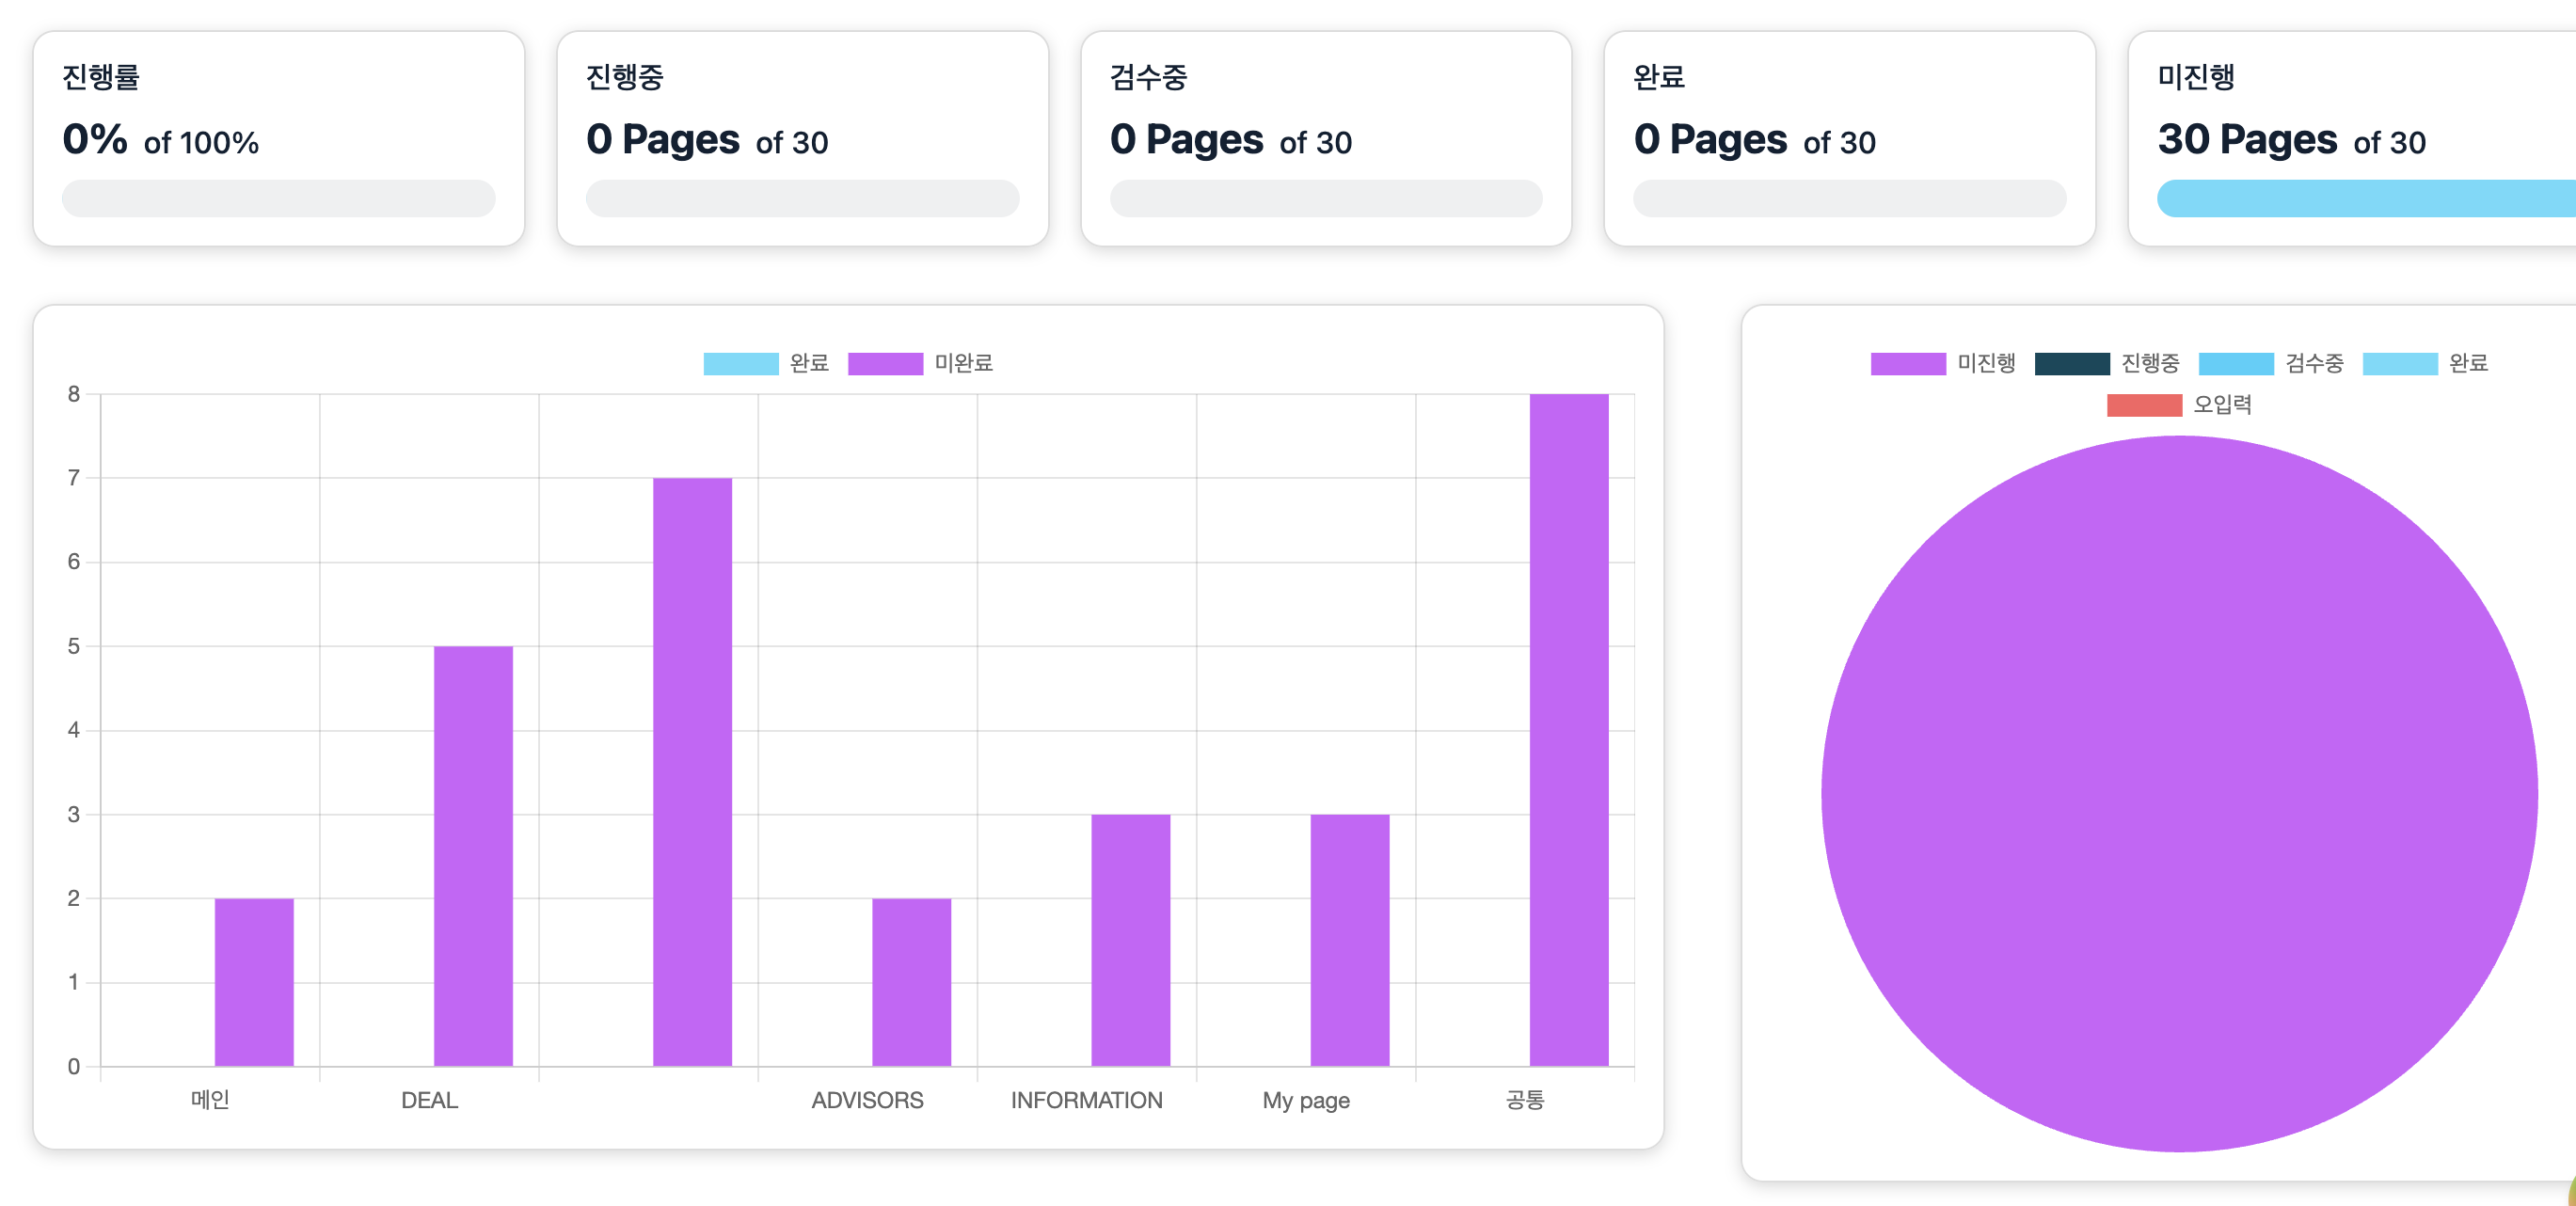 진행률
0% of 100%
진행중
0 Pages of 30
검수중
0 Pages of 30
완료
0 Pages of 30
미진행
30 Pages of 30
완료 미완료
8
7
6
5
4
3
2
1
0
메인 DEAL ADVISORS INFORMATION My page 공통
미진행 진행중 검수중 완료
오입력